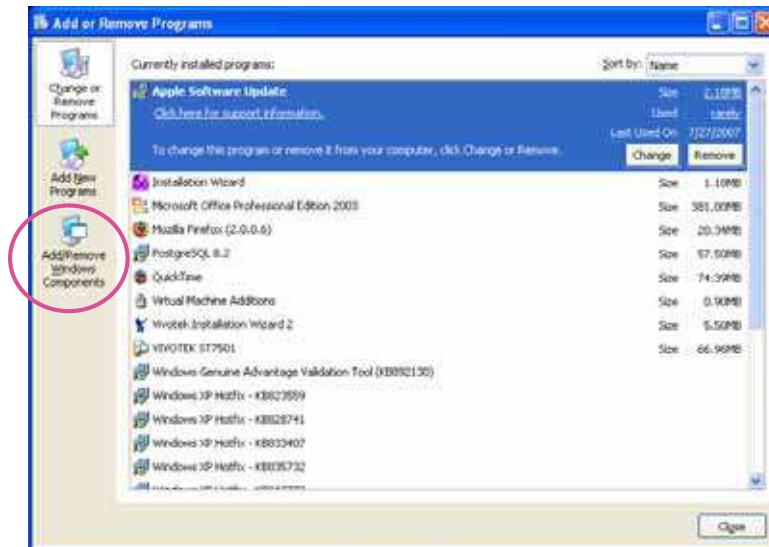 Add or Remove Programs
Change or
Remove
Programs
Add New
Programs
Add/Remove
Windows
Components
Currently installed programs:
Sort by: Name
Apple Software Update
Size 2.10MB
Click here for support information.
Used rarely
Last Used On 7/27/2007
To change this program or remove it from your computer, click Change or Remove.
Change Remove
Installation Wizard Size 1.10MB
Microsoft Office Professional Edition 2003 Size 381.00MB
Mozilla Firefox (2.0.0.6) Size 20.34MB
PostgreSQL 8.2 Size 57.50MB
QuickTime Size 74.39MB
Virtual Machine Additions Size 0.90MB
Vivotek Installation Wizard 2 Size 5.50MB
VIVOTEK ST7501 Size 66.96MB
Windows Genuine Advantage Validation Tool (KB892130)
Windows XP Hotfix - KB823559
Windows XP Hotfix - KB828741
Windows XP Hotfix - KB833407
Windows XP Hotfix - KB835732
Close